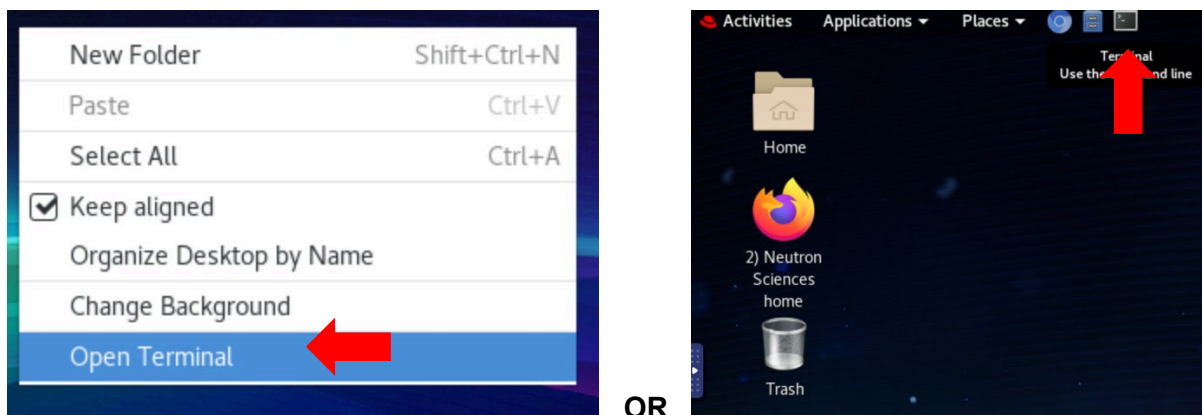 New Folder Shift+Ctrl+N
Paste Ctrl+V
Select All Ctrl+A
Keep aligned
Organize Desktop by Name
Change Background
Open Terminal
OR
Activities Applications Places
Terminal
Use the line
Home
2) Neutron
Sciences
home
Trash